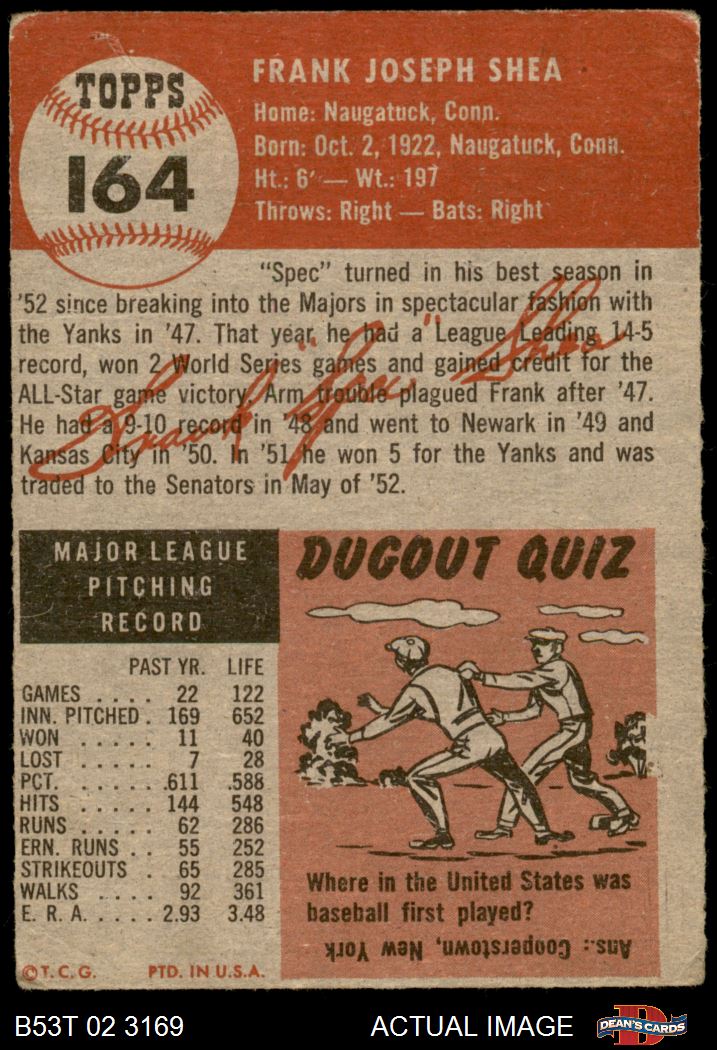 TOPPS
164
FRANK JOSEPH SHEA
Home: Naugatuck, Conn.
Born: Oct. 2, 1922, Naugatuck, Conn.
Ht.: 6' — Wt.: 197
Throws: Right — Bats: Right
"Spec" turned in his best season in
'52 since breaking into the Majors in spectacular fashion with
the Yanks in '47. That year he had a League Leading 14-5
record, won 2 World Series games and gained credit for the
ALL-Star game victory. Arm trouble plagued Frank after '47.
He had a 9-10 record in '48 and went to Newark in '49 and
Kansas City in '50. In '51 he won 5 for the Yanks and was
traded to the Senators in May of '52.
Frank "Spec" Shea
MAJOR LEAGUE
PITCHING
RECORD
PAST YR. LIFE
GAMES . . . . 22 122
INN. PITCHED . 169 652
WON . . . . . 11 40
LOST . . . . . 7 28
PCT. . . . . . .611 .588
HITS . . . . . 144 548
RUNS . . . . . 62 286
ERN. RUNS . . 55 252
STRIKEOUTS . 65 285
WALKS . . . . 92 361
E. R. A. . . . . 2.93 3.48
©T. C. G. PTD. IN U.S.A.
DUGOUT QUIZ
Where in the United States was
baseball first played?
Ans.: Cooperstown, New York
B53T 02 3169
ACTUAL IMAGE
D
DEAN'S CARDS